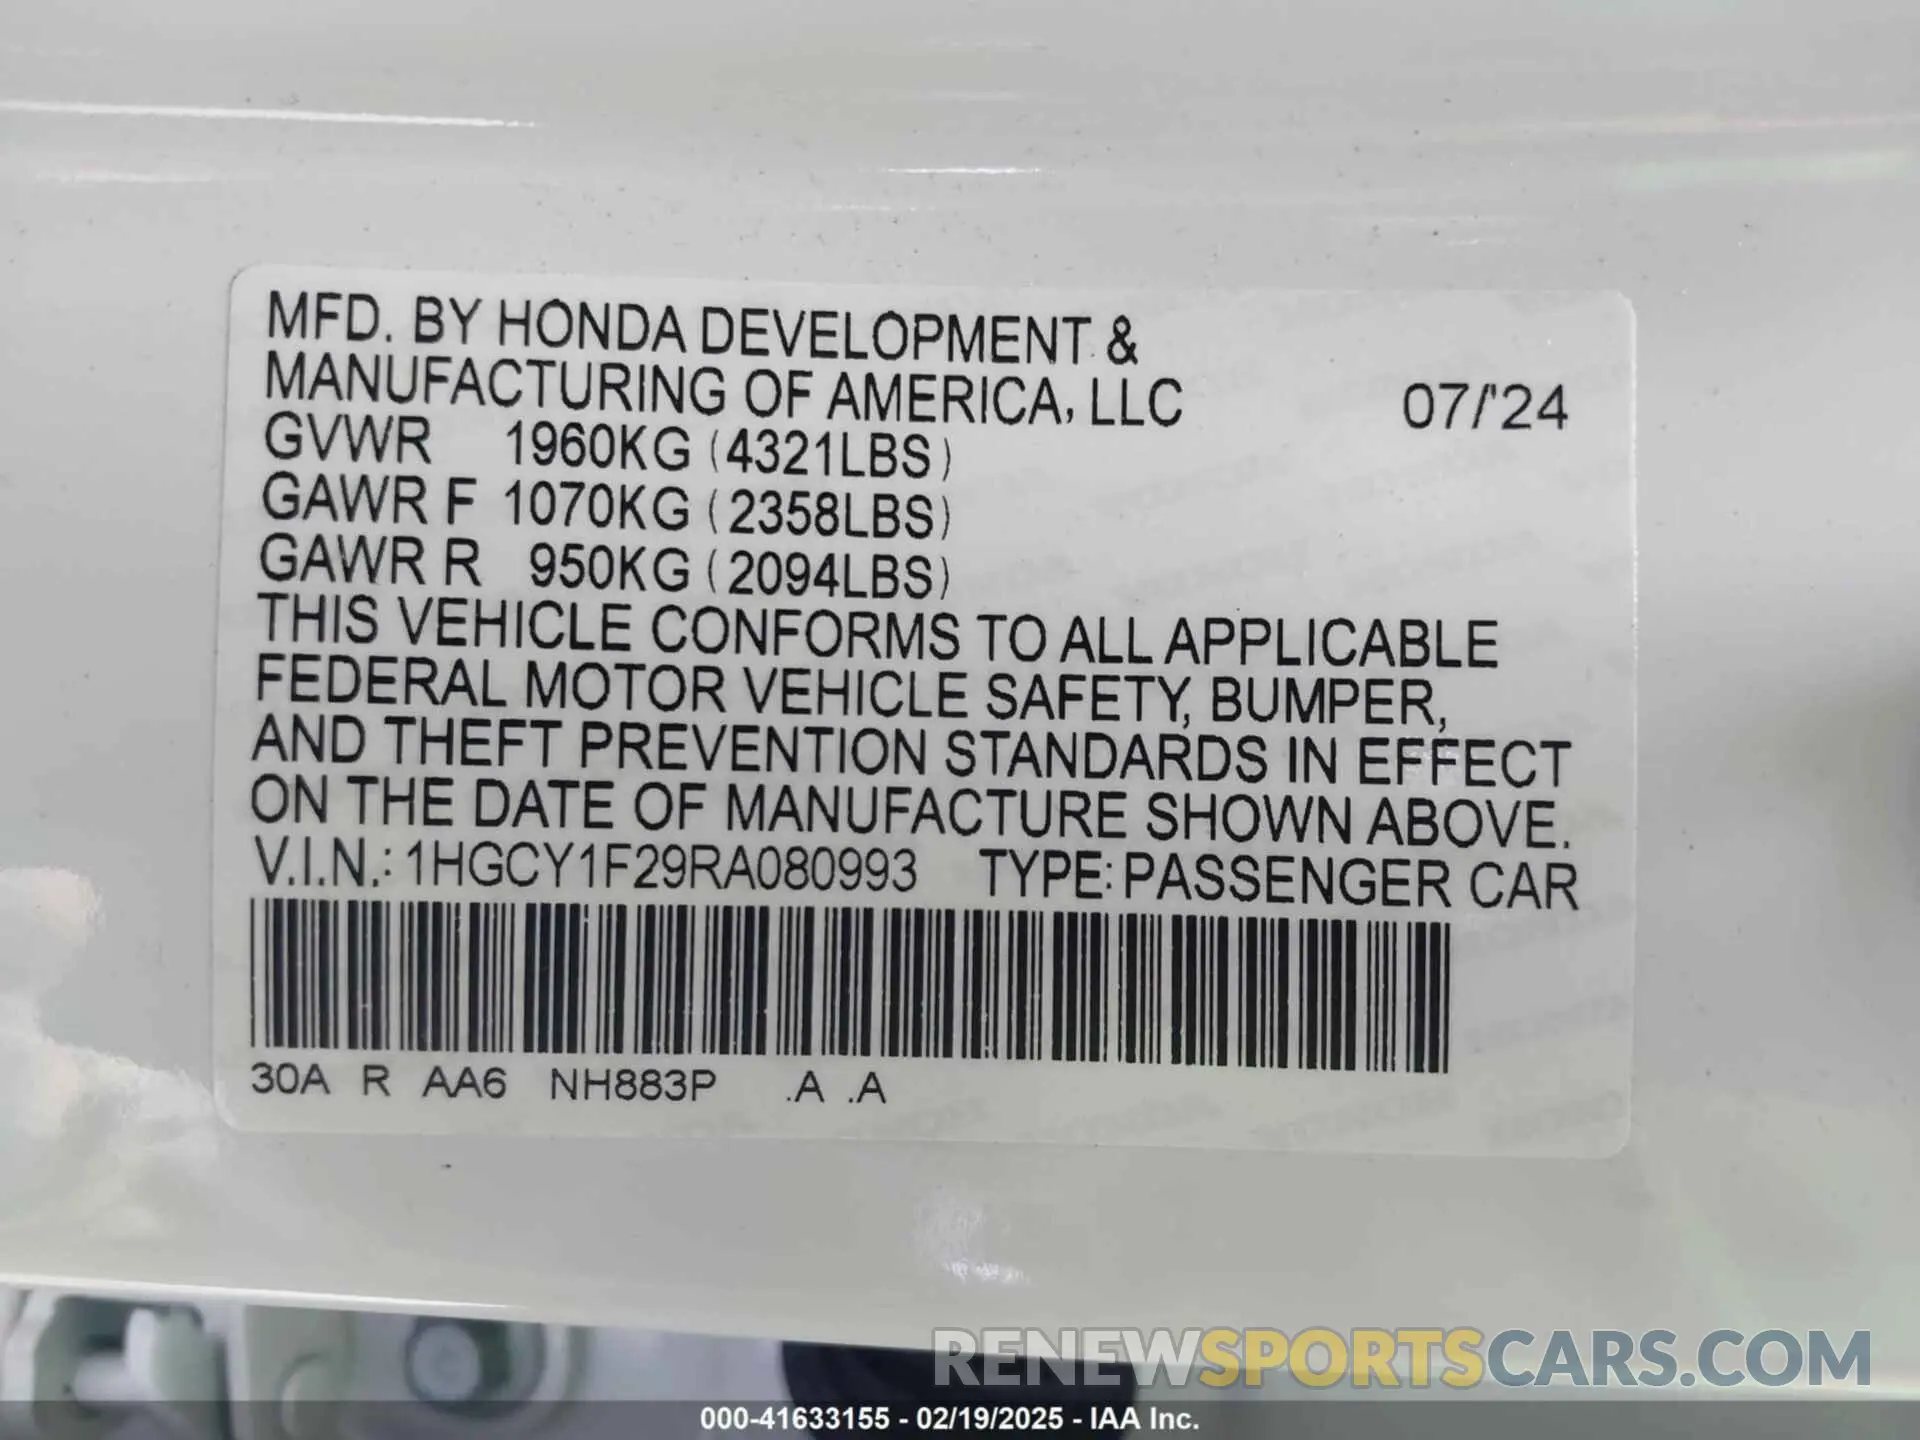 MFD. BY HONDA DEVELOPMENT &
MANUFACTURING OF AMERICA, LLC 07/'24
GVWR 1960KG (4321LBS)
GAWR F 1070KG (2358LBS)
GAWR R 950KG (2094LBS)
THIS VEHICLE CONFORMS TO ALL APPLICABLE
FEDERAL MOTOR VEHICLE SAFETY, BUMPER,
AND THEFT PREVENTION STANDARDS IN EFFECT
ON THE DATE OF MANUFACTURE SHOWN ABOVE.
V.I.N.: 1HGCY1F29RA080993 TYPE: PASSENGER CAR
30A R AA6 NH883P .A .A
RENEWSPORTSCARS.COM
000-41633155 - 02/19/2025 - IAA Inc.